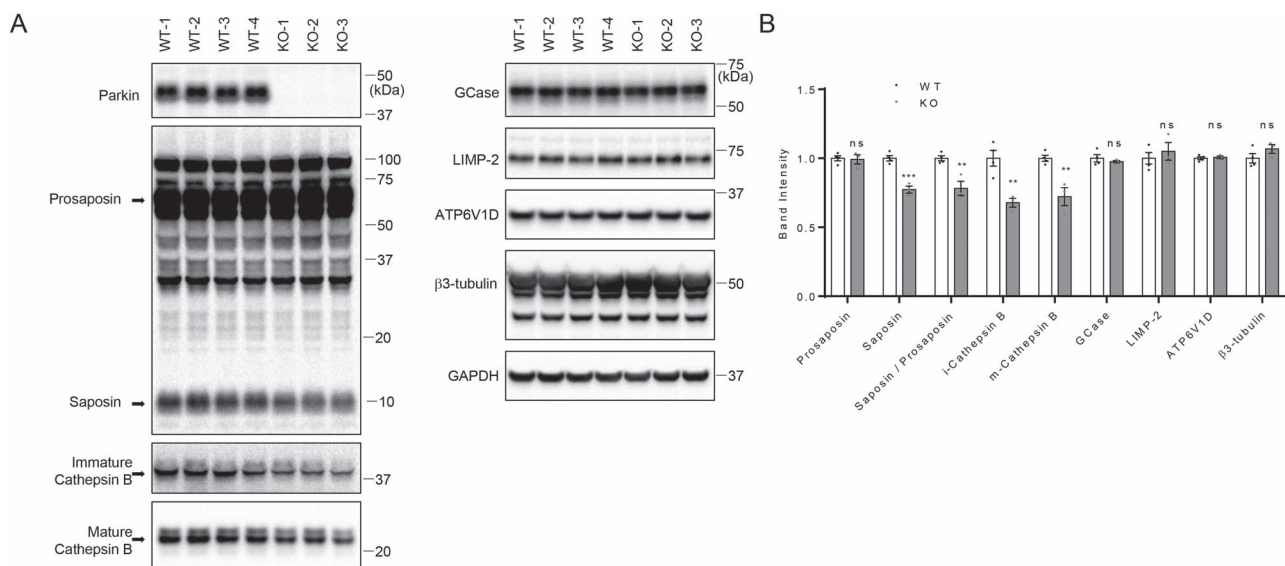 A
WT-1 WT-2 WT-3 WT-4 KO-1 KO-2 KO-3
Parkin
50
(kDa)
37
Prosaposin
100
75
50
37
20
Saposin
10
Immature
Cathepsin B
37
Mature
Cathepsin B
20
WT-1 WT-2 WT-3 WT-4 KO-1 KO-2 KO-3
GCase
75
(kDa)
50
LIMP-2
75
ATP6V1D
37
β3-tubulin
50
GAPDH
37
B
WT
KO
Band Intensity
1.5
1.0
0.5
0.0
ns *** ** ** ** ns ns ns ns
Prosaposin
Saposin
Saposin / Prosaposin
i-Cathepsin B
m-Cathepsin B
GCase
LIMP-2
ATP6V1D
β3-tubulin